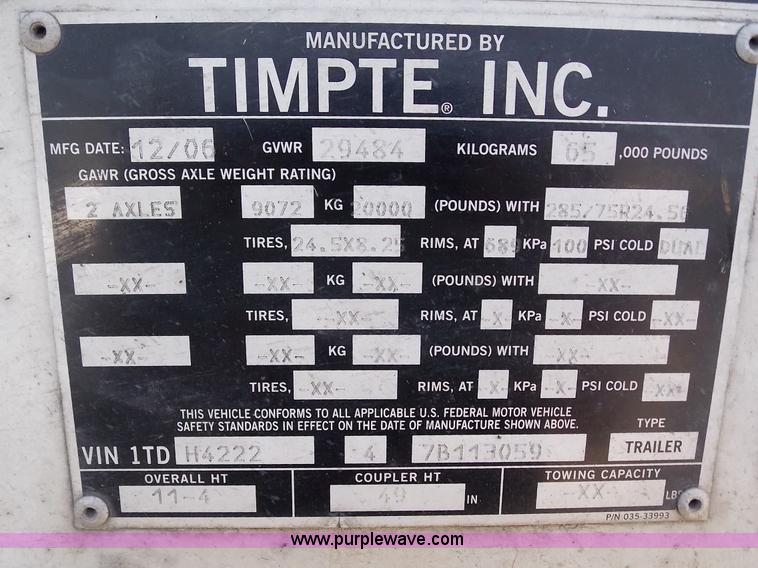 MANUFACTURED BY
TIMPTE® INC.
MFG DATE: 12/06 GVWR 29484 KILOGRAMS 65 ,000 POUNDS
GAWR (GROSS AXLE WEIGHT RATING)
2 AXLES 9072 KG 20000 (POUNDS) WITH 285/75R24.5G
TIRES, 24.5X8.25 RIMS, AT 689 KPa 100 PSI COLD DUAL
-XX- -XX- KG -XX- (POUNDS) WITH -XX-
TIRES, -XX- RIMS, AT -X- KPa -X- PSI COLD -XX-
-XX- -XX- KG -XX- (POUNDS) WITH -XX-
TIRES, -XX- RIMS, AT -X- KPa -X- PSI COLD -XX-
THIS VEHICLE CONFORMS TO ALL APPLICABLE U.S. FEDERAL MOTOR VEHICLE
SAFETY STANDARDS IN EFFECT ON THE DATE OF MANUFACTURE SHOWN ABOVE.
TYPE
VIN 1TD H4222 4 7B113059 TRAILER
OVERALL HT COUPLER HT TOWING CAPACITY
11-4 49 IN -XX- LBS
P/N 035-33993
www.purplewave.com